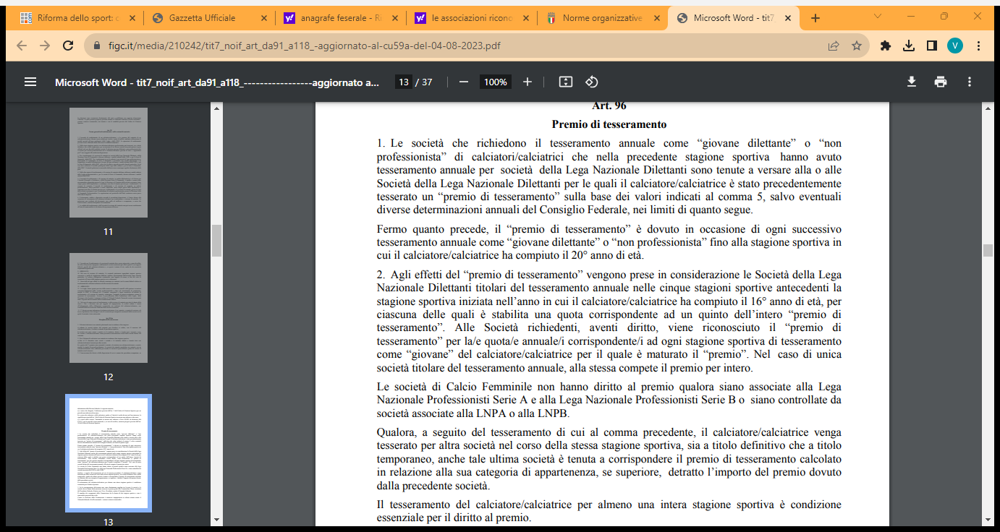 Riforma dello sport: c
Gazzetta Ufficiale
anagrafe feserale - Ri
le associazioni ricono
Norme organizzative
Microsoft Word - tit7
figc.it/media/210242/tit7_noif_art_da91_a118_-aggiornato-al-cu59a-del-04-08-2023.pdf
V
Microsoft Word - tit7_noif_art_da91_a118_-----------------aggiornato a...
13 / 37
100%
11
12
13
Art. 96
Premio di tesseramento
1. Le società che richiedono il tesseramento annuale come “giovane dilettante” o “non
professionista” di calciatori/calciatrici che nella precedente stagione sportiva hanno avuto
tesseramento annuale per società della Lega Nazionale Dilettanti sono tenute a versare alla o alle
Società della Lega Nazionale Dilettanti per le quali il calciatore/calciatrice è stato precedentemente
tesserato un “premio di tesseramento” sulla base dei valori indicati al comma 5, salvo eventuali
diverse determinazioni annuali del Consiglio Federale, nei limiti di quanto segue.
Fermo quanto precede, il “premio di tesseramento” è dovuto in occasione di ogni successivo
tesseramento annuale come “giovane dilettante” o “non professionista” fino alla stagione sportiva in
cui il calciatore/calciatrice ha compiuto il 20° anno di età.
2. Agli effetti del “premio di tesseramento” vengono prese in considerazione le Società della Lega
Nazionale Dilettanti titolari del tesseramento annuale nelle cinque stagioni sportive antecedenti la
stagione sportiva iniziata nell’anno in cui il calciatore/calciatrice ha compiuto il 16° anno di età, per
ciascuna delle quali è stabilita una quota corrispondente ad un quinto dell’intero “premio di
tesseramento”. Alle Società richiedenti, aventi diritto, viene riconosciuto il “premio di
tesseramento” per la/e quota/e annuale/i corrispondente/i ad ogni stagione sportiva di tesseramento
come “giovane” del calciatore/calciatrice per il quale è maturato il “premio”. Nel caso di unica
società titolare del tesseramento annuale, alla stessa compete il premio per intero.
Le società di Calcio Femminile non hanno diritto al premio qualora siano associate alla Lega
Nazionale Professionisti Serie A e alla Lega Nazionale Professionisti Serie B o siano controllate da
società associate alla LNPA o alla LNPB.
Qualora, a seguito del tesseramento di cui al comma precedente, il calciatore/calciatrice venga
tesserato per altra società nel corso della stessa stagione sportiva, sia a titolo definitivo che a titolo
temporaneo, anche tale ultima società è tenuta a corrispondere il premio di tesseramento calcolato
in relazione alla sua categoria di appartenenza, se superiore, detratto l’importo del premio dovuto
dalla precedente società.
Il tesseramento del calciatore/calciatrice per almeno una intera stagione sportiva è condizione
essenziale per il diritto al premio.